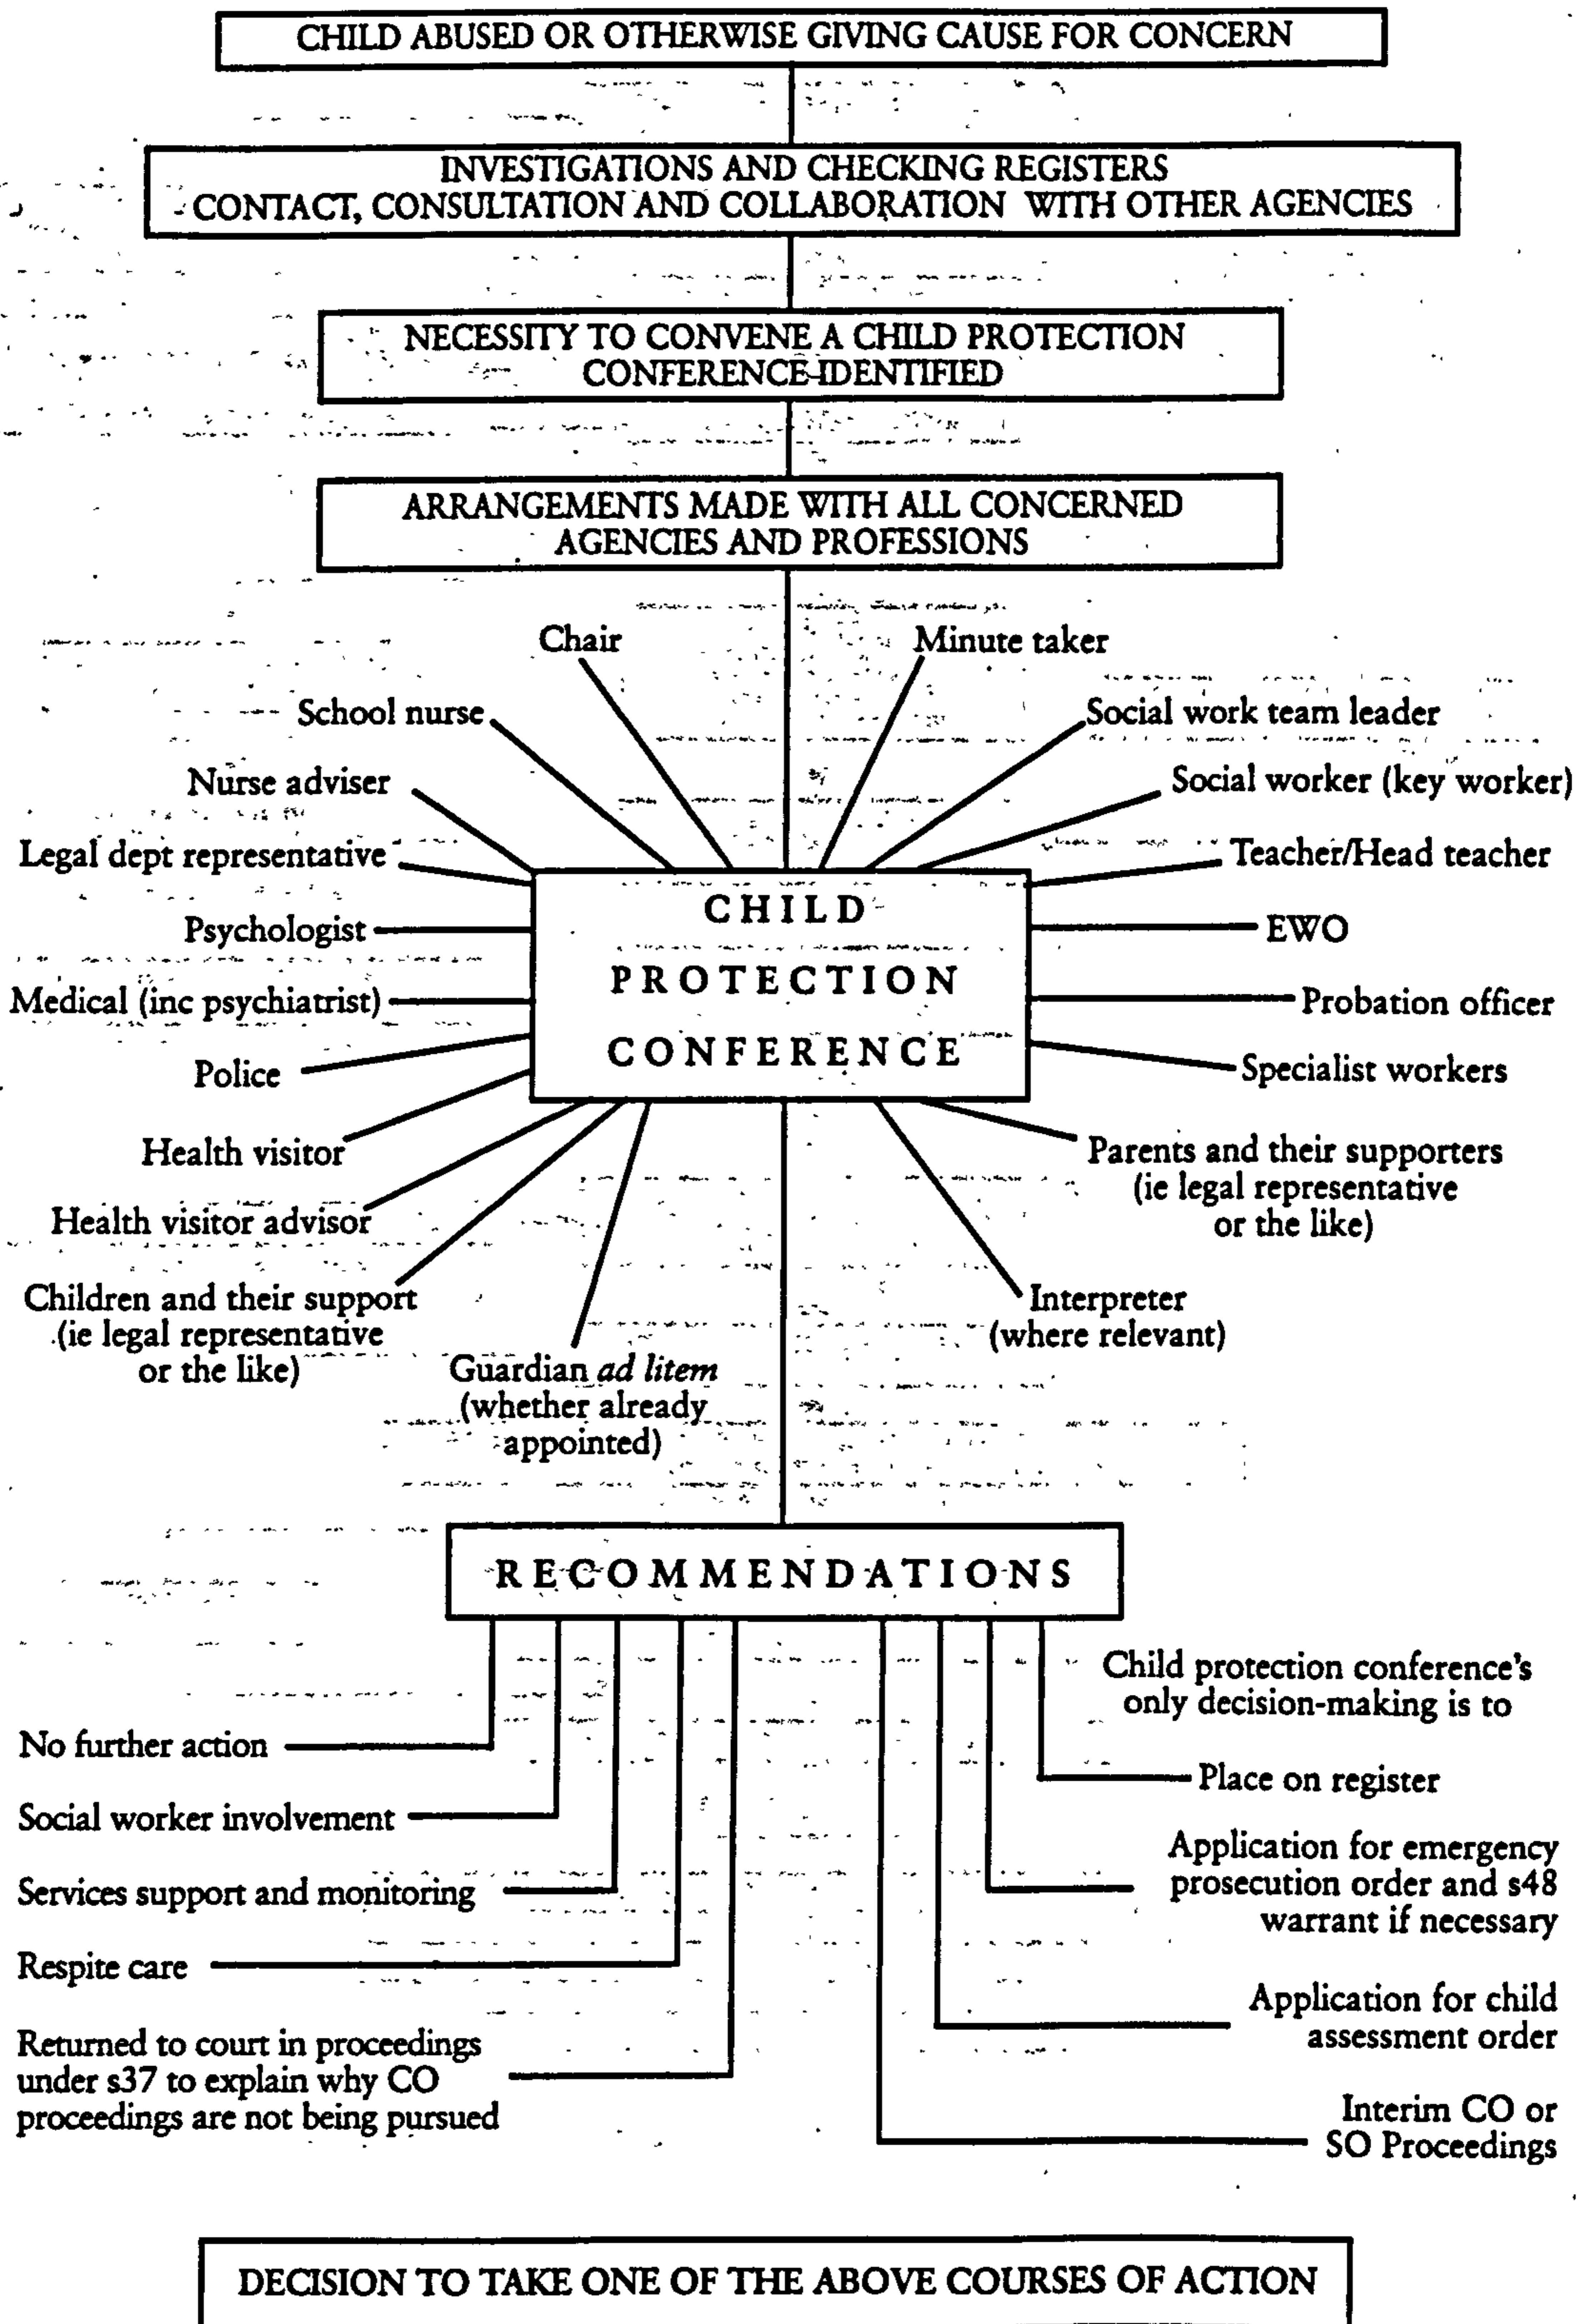 CHILD ABUSED OR OTHERWISE GIVING CAUSE FOR CONCERN
INVESTIGATIONS AND CHECKING REGISTERS
CONTACT, CONSULTATION AND COLLABORATION WITH OTHER AGENCIES
NECESSITY TO CONVENE A CHILD PROTECTION
CONFERENCE IDENTIFIED
ARRANGEMENTS MADE WITH ALL CONCERNED
AGENCIES AND PROFESSIONS
Chair
Minute taker
School nurse
Social work team leader
Nurse adviser
Social worker (key worker)
Legal dept representative
Teacher/Head teacher
CHILD
PROTECTION
CONFERENCE
Psychologist
EWO
Medical (inc psychiatrist)
Probation officer
Police
Specialist workers
Health visitor
Parents and their supporters
(ie legal representative
or the like)
Health visitor advisor
Children and their support
(ie legal representative
or the like)
Interpreter
(where relevant)
Guardian ad litem
(whether already
appointed)
RECOMMENDATIONS
Child protection conference's
only decision-making is to
No further action
Place on register
Social worker involvement
Application for emergency
prosecution order and s48
warrant if necessary
Services support and monitoring
Respite care
Application for child
assessment order
Returned to court in proceedings
under s37 to explain why CO
proceedings are not being pursued
Interim CO or
SO Proceedings
DECISION TO TAKE ONE OF THE ABOVE COURSES OF ACTION